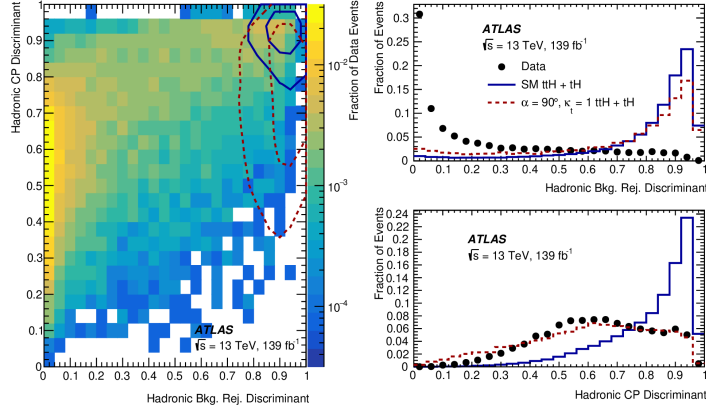 Hadronic CP Discriminant
1
0.9
0.8
0.7
0.6
0.5
0.4
0.3
0.2
0.1
0
0 0.1 0.2 0.3 0.4 0.5 0.6 0.7 0.8 0.9 1
Hadronic Bkg. Rej. Discriminant
ATLAS
√s = 13 TeV, 139 fb⁻¹
Fraction of Data Events
10⁻²
10⁻³
10⁻⁴
Fraction of Events
0.3
0.25
0.2
0.15
0.1
0.05
0
ATLAS
√s = 13 TeV, 139 fb⁻¹
Data
SM ttH + tH
α = 90°, κₜ = 1 ttH + tH
0 0.1 0.2 0.3 0.4 0.5 0.6 0.7 0.8 0.9 1
Hadronic Bkg. Rej. Discriminant
Fraction of Events
0.24
0.22
0.2
0.18
0.16
0.14
0.12
0.1
0.08
0.06
0.04
0.02
0
ATLAS
√s = 13 TeV, 139 fb⁻¹
0 0.1 0.2 0.3 0.4 0.5 0.6 0.7 0.8 0.9 1
Hadronic CP Discriminant